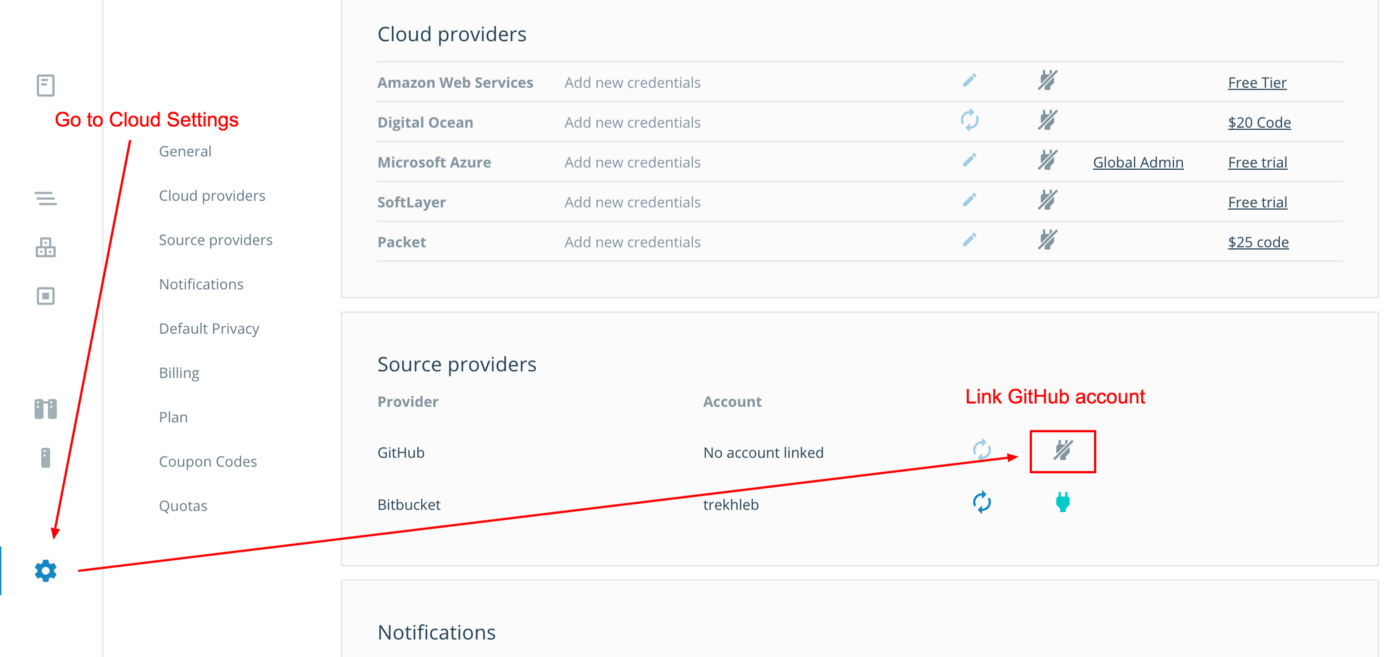 Go to Cloud Settings
General
Cloud providers
Source providers
Notifications
Default Privacy
Billing
Plan
Coupon Codes
Quotas
Cloud providers
Amazon Web Services Add new credentials Free Tier
Digital Ocean Add new credentials $20 Code
Microsoft Azure Add new credentials Global Admin Free trial
SoftLayer Add new credentials Free trial
Packet Add new credentials $25 code
Source providers
Provider Account
Link GitHub account
GitHub No account linked
Bitbucket trekhleb
Notifications